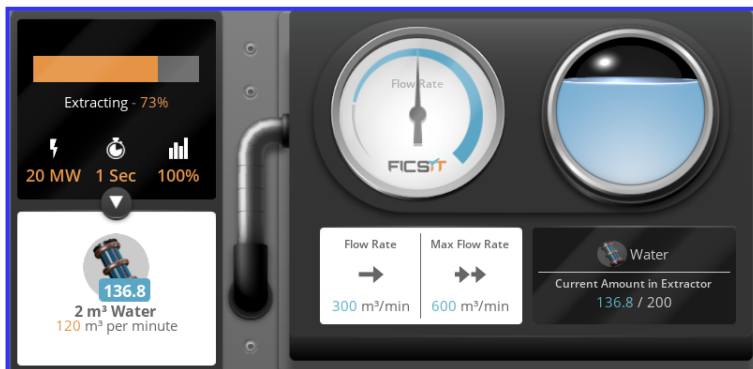 Extracting - 73%
20 MW 1 Sec 100%
136.8
2 m³ Water
120 m³ per minute
Flow Rate
FICSIT
Flow Rate Max Flow Rate
300 m³/min 600 m³/min
Water
Current Amount in Extractor
136.8 / 200